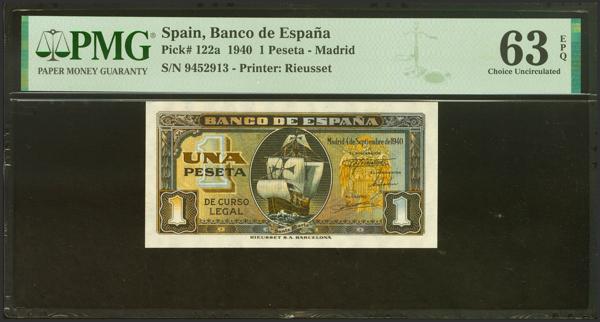 PMG
PAPER MONEY GUARANTY
Spain, Banco de España
Pick# 122a 1940 1 Peseta - Madrid
S/N 9452913 - Printer: Rieusset
63 EPQ
Choice Uncirculated
BANCO DE ESPAÑA
Madrid 4 de Septiembre de 1940
1
UNA
PESETA
DE CURSO
LEGAL
1
1
RIEUSSET S.A. BARCELONA